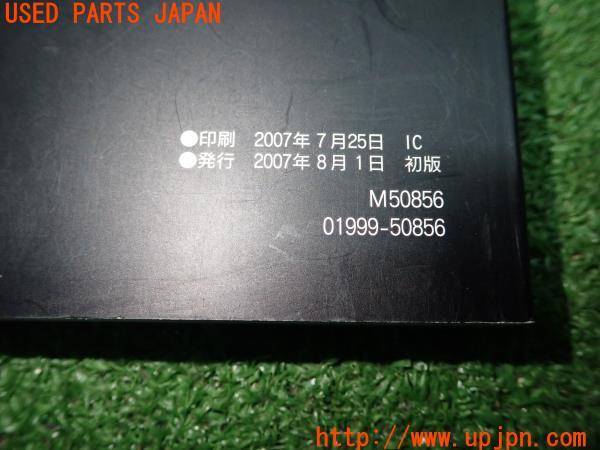 USED PARTS JAPAN
●印刷 2007年7月25日 IC
●発行 2007年8月1日 初版
M50856
01999-50856
http://www.upjpn.com